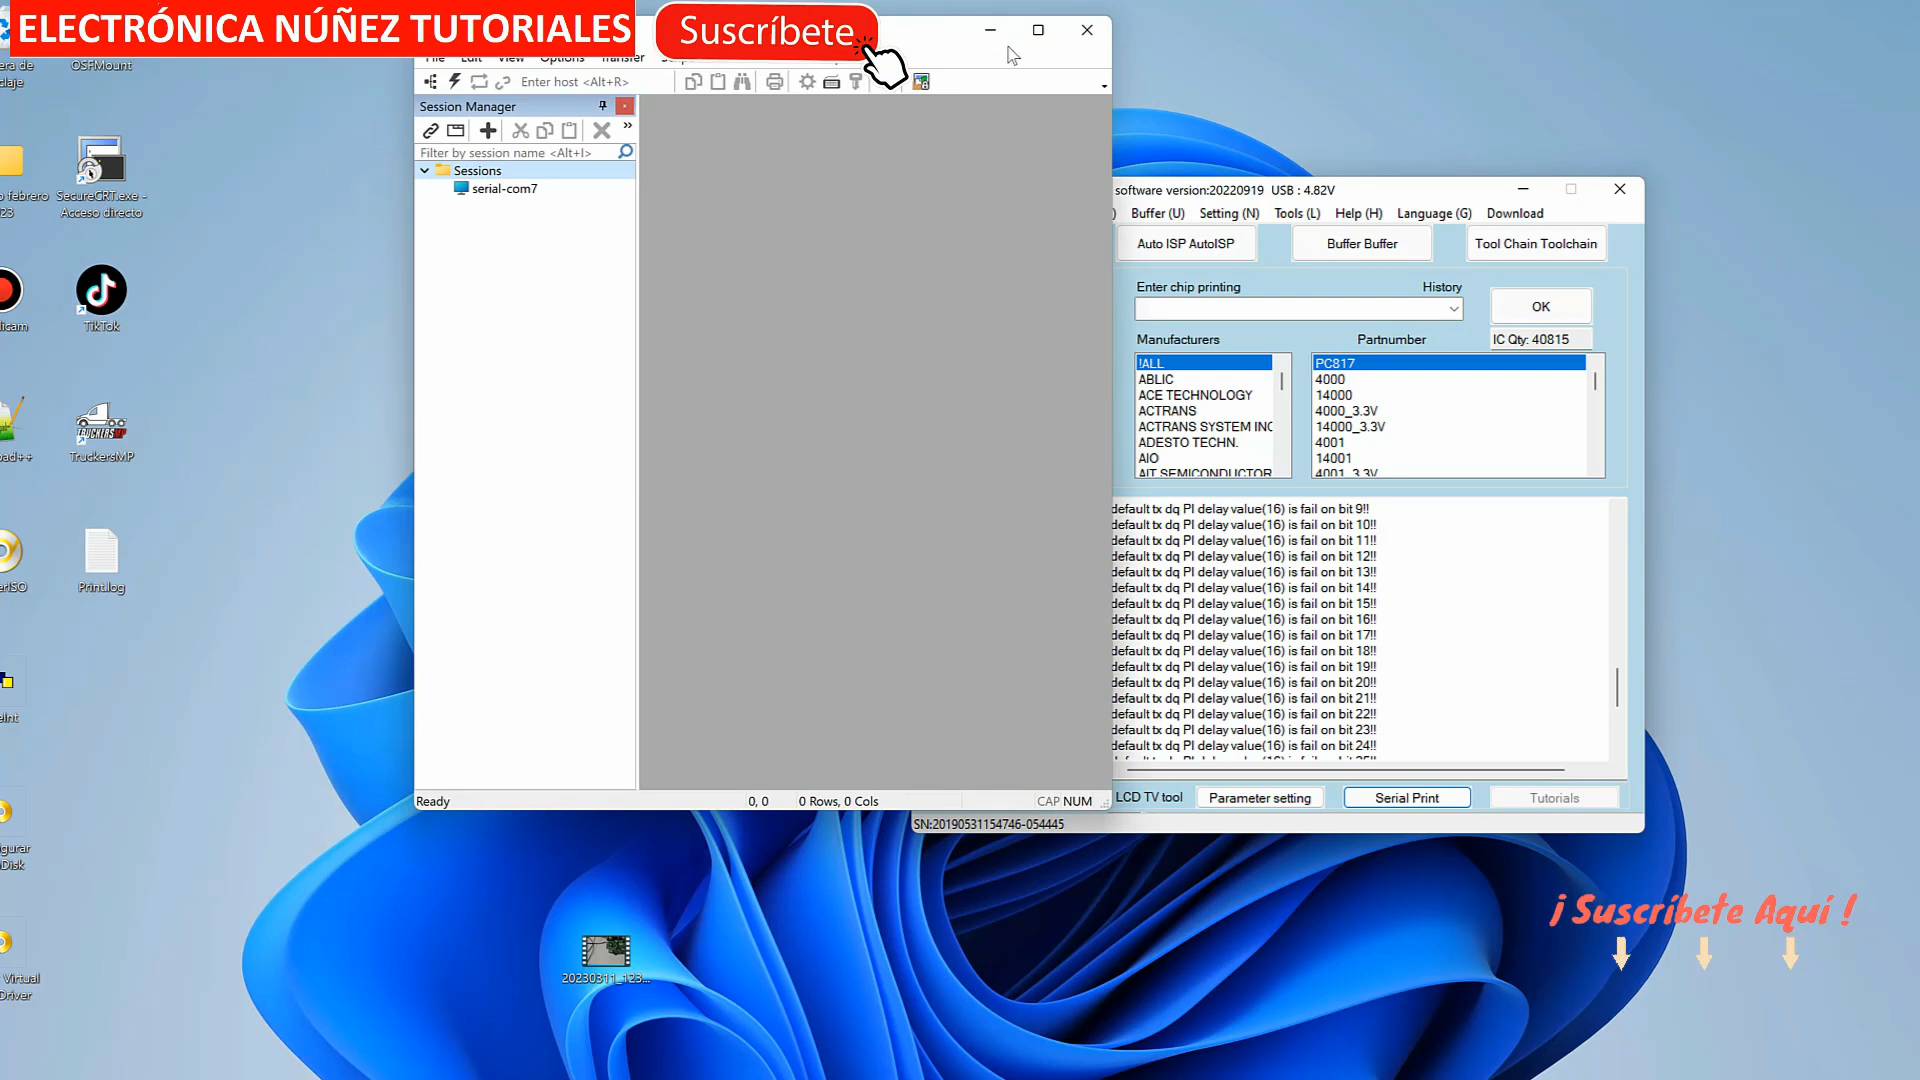 ELECTRÓNICA NÚÑEZ TUTORIALES
Suscríbete
Enter host <Alt+R>
Session Manager
Filter by session name <Alt+I>
Sessions
serial-com7
Ready
0, 0
0 Rows, 0 Cols
CAP NUM
OSFMount
SecureCRT.exe - Acceso directo
TikTok
TruckersMP
Print.log
20230311_123...
software version:20220919 USB : 4.82V
Buffer (U)
Setting (N)
Tools (L)
Help (H)
Language (G)
Download
Auto ISP AutoISP
Buffer Buffer
Tool Chain Toolchain
Enter chip printing
History
OK
Manufacturers
Partnumber
IC Qty: 40815
!ALL
ABLIC
ACE TECHNOLOGY
ACTRANS
ACTRANS SYSTEM INC
ADESTO TECHN.
AIO
AIT SEMICONDUCTOR
PC817
4000
14000
4000_3.3V
14000_3.3V
4001
14001
4001_3.3V
default tx dq PI delay value(16) is fail on bit 9!!
default tx dq PI delay value(16) is fail on bit 10!!
default tx dq PI delay value(16) is fail on bit 11!!
default tx dq PI delay value(16) is fail on bit 12!!
default tx dq PI delay value(16) is fail on bit 13!!
default tx dq PI delay value(16) is fail on bit 14!!
default tx dq PI delay value(16) is fail on bit 15!!
default tx dq PI delay value(16) is fail on bit 16!!
default tx dq PI delay value(16) is fail on bit 17!!
default tx dq PI delay value(16) is fail on bit 18!!
default tx dq PI delay value(16) is fail on bit 19!!
default tx dq PI delay value(16) is fail on bit 20!!
default tx dq PI delay value(16) is fail on bit 21!!
default tx dq PI delay value(16) is fail on bit 22!!
default tx dq PI delay value(16) is fail on bit 23!!
default tx dq PI delay value(16) is fail on bit 24!!
LCD TV tool
Parameter setting
Serial Print
Tutorials
SN:20190531154746-054445
¡ Suscríbete Aquí !